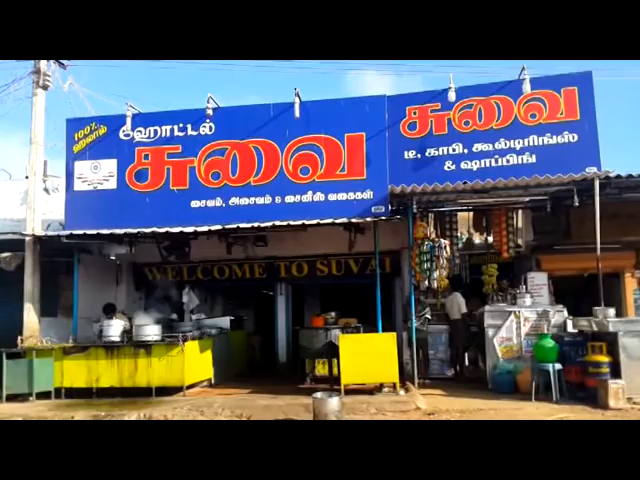 100%
ஹலால்
ஹோட்டல்
சுவை
சைவம், அசைவம் & சைனீஸ் வகைகள்
சுவை
டீ, காபி, கூல்டிரிங்ஸ்
& ஷாப்பிங்
WELCOME TO SUVAI